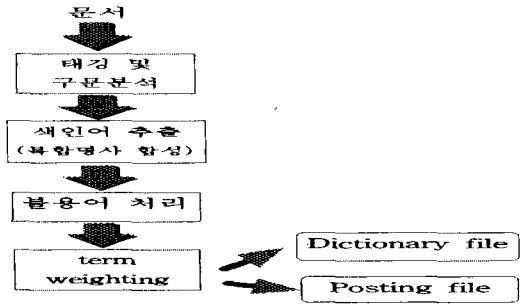 문서
태깅 및
구문분석
색인어 추출
(복합명사 합성)
불용어 처리
term
weighting
Dictionary file
Posting file